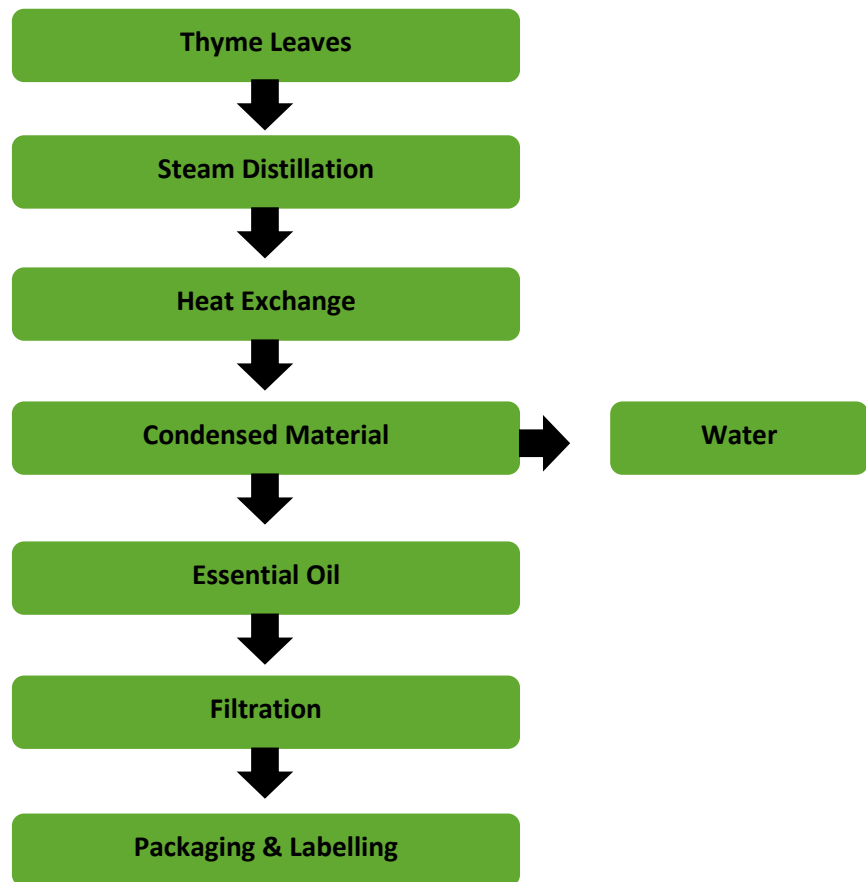 Thyme Leaves
Steam Distillation
Heat Exchange
Condensed Material
Water
Essential Oil
Filtration
Packaging & Labelling